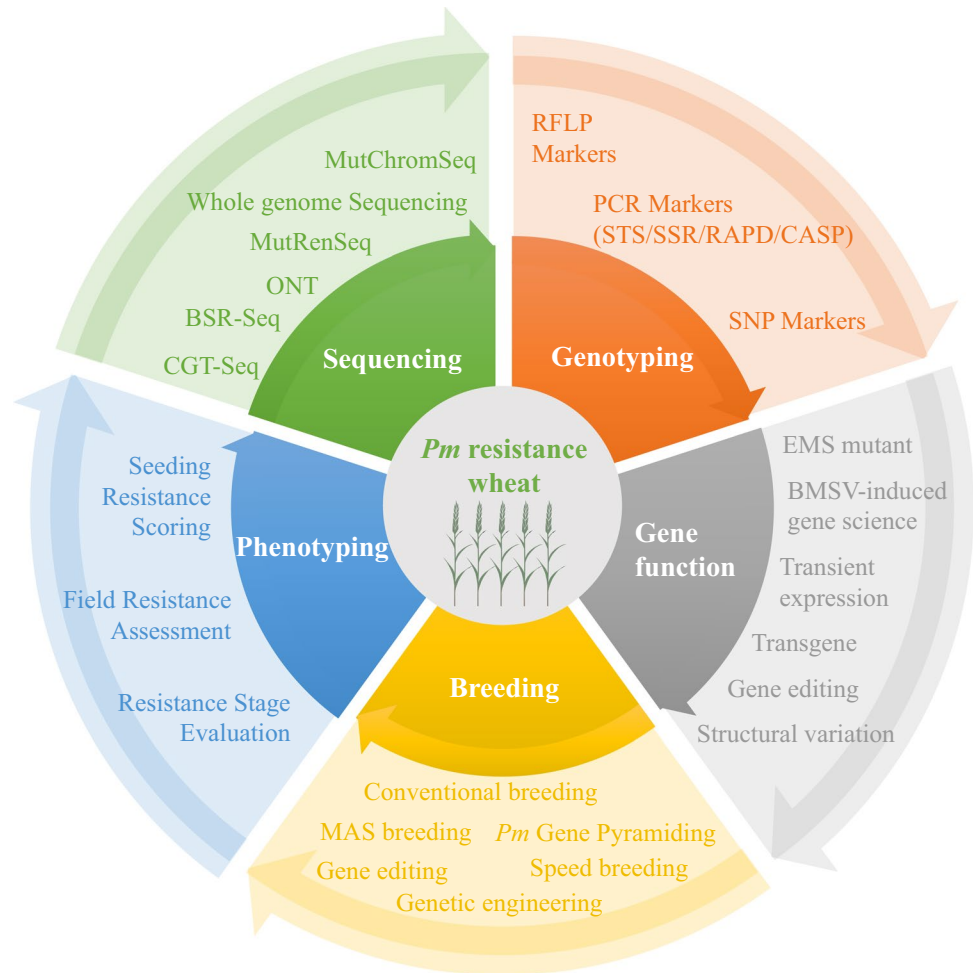 MutChromSeq
Whole genome Sequencing
MutRenSeq
ONT
BSR-Seq
CGT-Seq
Sequencing
RFLP
Markers
PCR Markers
(STS/SSR/RAPD/CASP)
SNP Markers
Genotyping
Pm resistance
wheat
EMS mutant
BMSV-induced
gene science
Transient
expression
Transgene
Gene editing
Structural variation
Gene
function
Seeding
Resistance
Scoring
Field Resistance
Assessment
Resistance Stage
Evaluation
Phenotyping
Breeding
Conventional breeding
MAS breeding
Pm Gene Pyramiding
Gene editing
Speed breeding
Genetic engineering